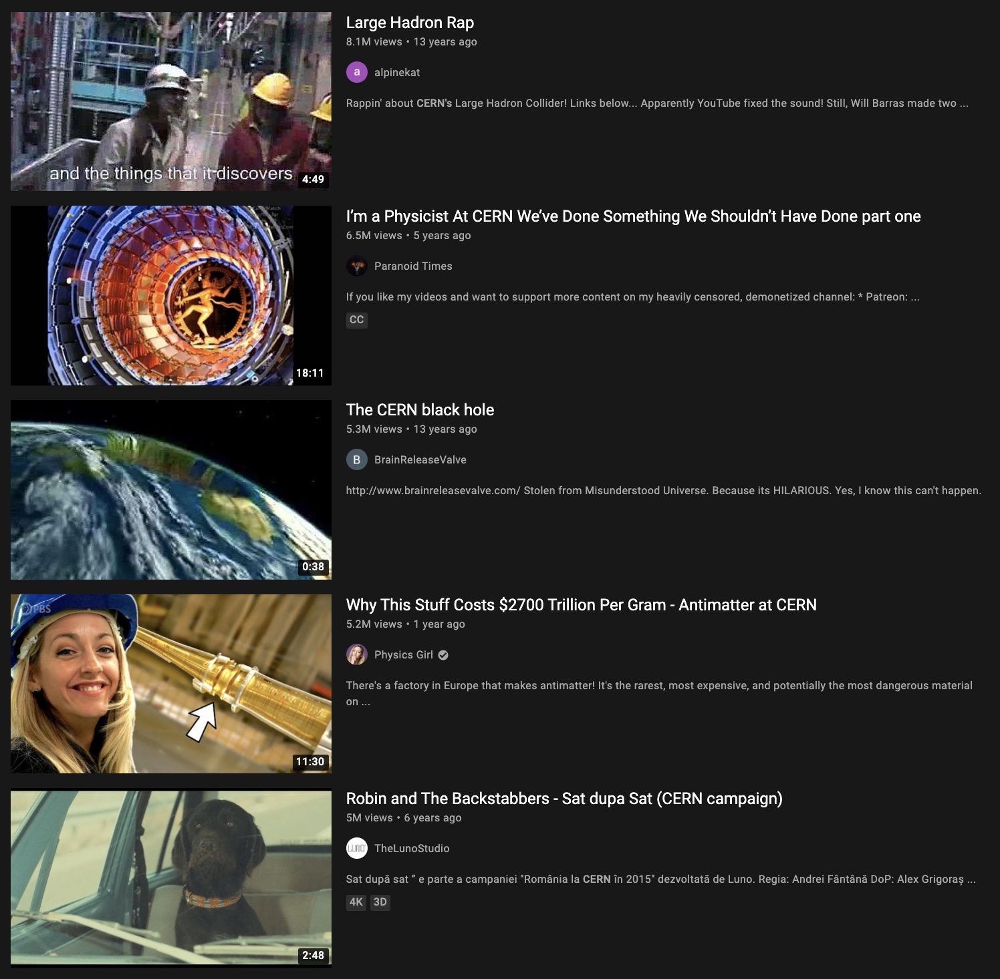 Large Hadron Rap
8.1M views • 13 years ago
a alpinekat
Rappin' about CERN's Large Hadron Collider! Links below... Apparently YouTube fixed the sound! Still, Will Barras made two ...
and the things that it discovers
4:49
I’m a Physicist At CERN We’ve Done Something We Shouldn’t Have Done part one
6.5M views • 5 years ago
Paranoid Times
If you like my videos and want to support more content on my heavily censored, demonetized channel: * Patreon: ...
CC
18:11
The CERN black hole
5.3M views • 13 years ago
B BrainReleaseValve
http://www.brainreleasevalve.com/ Stolen from Misunderstood Universe. Because its HILARIOUS. Yes, I know this can't happen.
0:38
PBS
Why This Stuff Costs $2700 Trillion Per Gram - Antimatter at CERN
5.2M views • 1 year ago
Physics Girl
There's a factory in Europe that makes antimatter! It's the rarest, most expensive, and potentially the most dangerous material
on ...
11:30
Robin and The Backstabbers - Sat dupa Sat (CERN campaign)
5M views • 6 years ago
LUNO TheLunoStudio
Sat după sat ” e parte a campaniei "România la CERN în 2015" dezvoltată de Luno. Regia: Andrei Fântână DoP: Alex Grigoraș ...
4K 3D
2:48